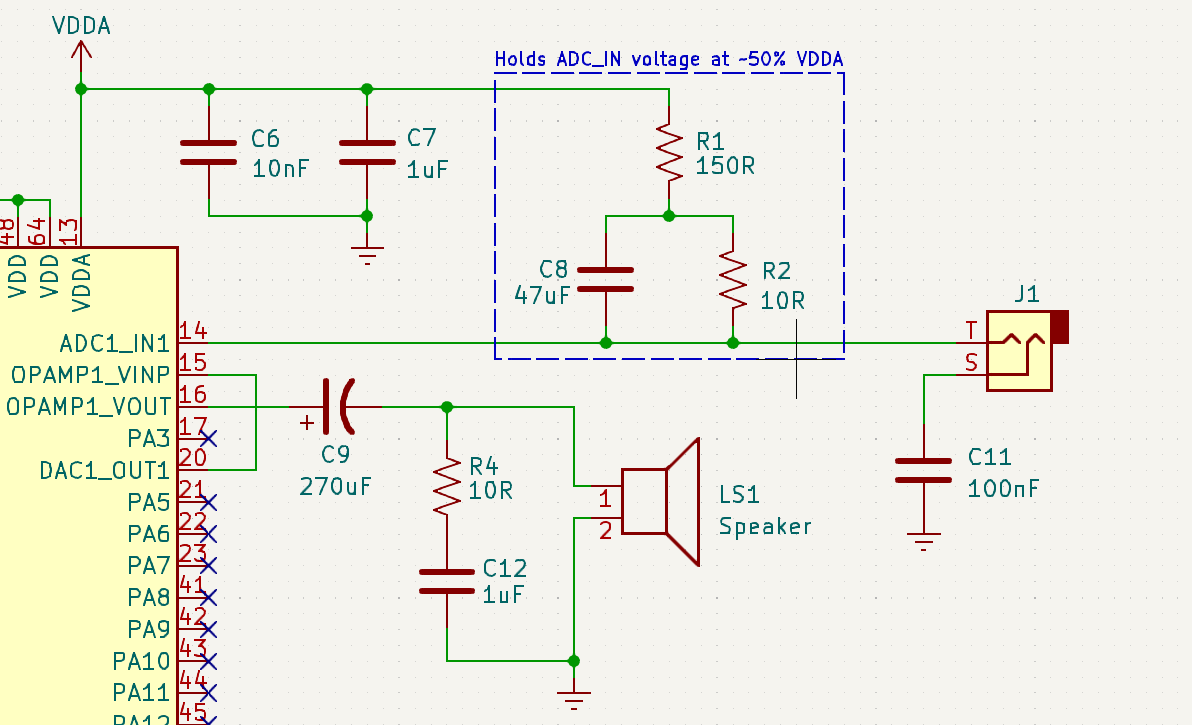 VDDA
Holds ADC_IN voltage at ~50% VDDA
C6
10nF
C7
1uF
R1
150R
C8
47uF
R2
10R
J1
T
S
48
64
13
VDD
VDD
VDDA
ADC1_IN1
14
OPAMP1_VINP
15
OPAMP1_VOUT
16
PA3
17
DAC1_OUT1
20
PA5
21
PA6
22
PA7
23
PA8
41
PA9
42
PA10
43
PA11
44
PA12
45
+
C9
270uF
R4
10R
C12
1uF
1
2
LS1
Speaker
C11
100nF